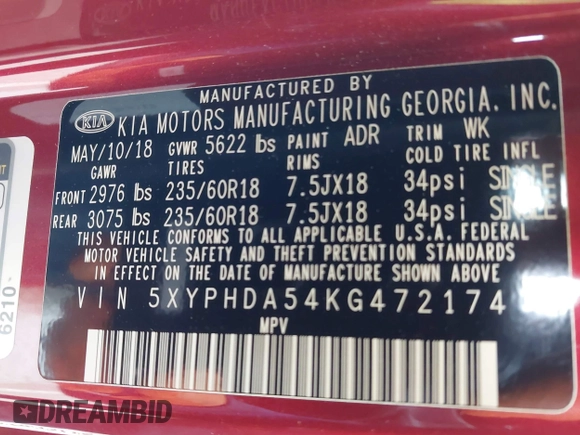 MANUFACTURED BY
KIA KIA MOTORS MANUFACTURING GEORGIA, INC.
MAY/10/18 GVWR 5622 lbs PAINT ADR TRIM WK
GAWR TIRES RIMS COLD TIRE INFL
FRONT 2976 lbs 235/60R18 7.5JX18 34psi SINGLE
REAR 3075 lbs 235/60R18 7.5JX18 34psi SINGLE
THIS VEHICLE CONFORMS TO ALL APPLICABLE U.S.A. FEDERAL
MOTOR VEHICLE SAFETY AND THEFT PREVENTION STANDARDS
IN EFFECT ON THE DATE OF MANUFACTURE SHOWN ABOVE.
VIN 5XYPHDA54KG472174
MPV
6210
DREAMBID